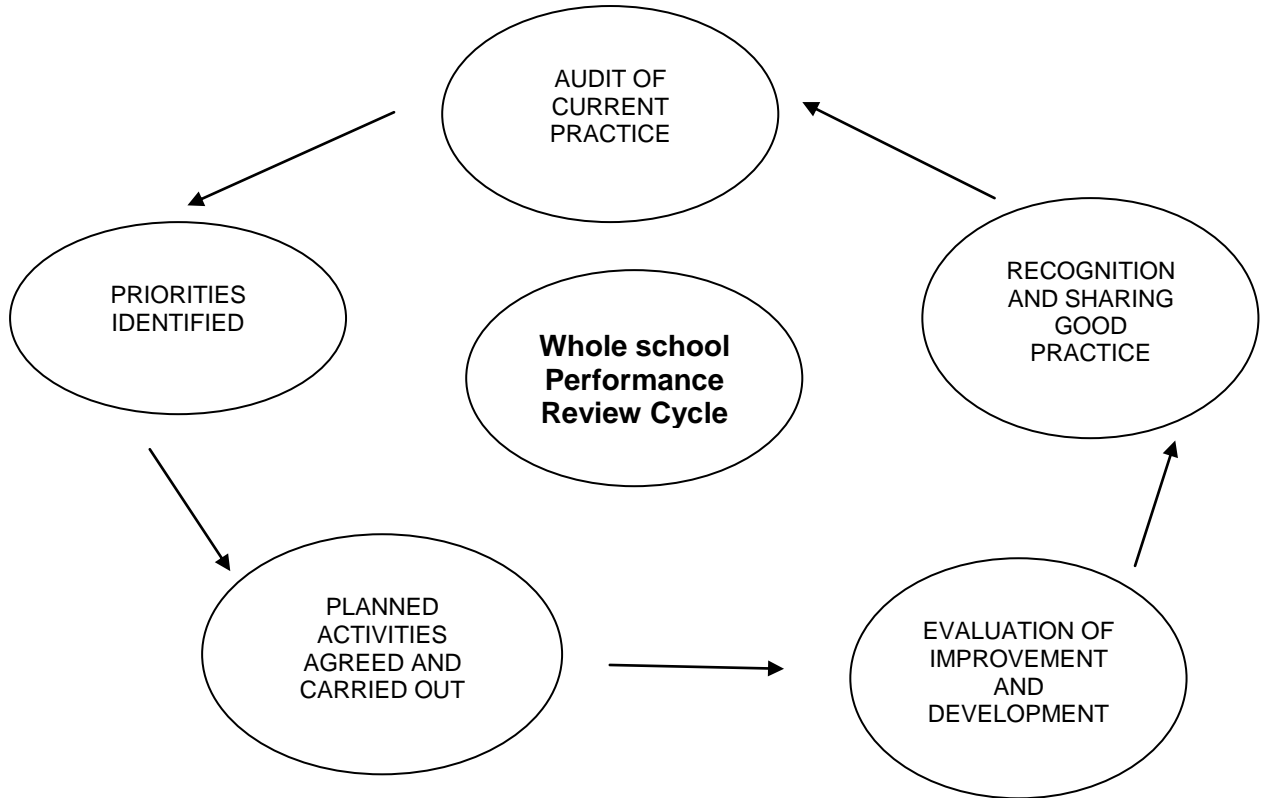 AUDIT OF
CURRENT
PRACTICE
PRIORITIES
IDENTIFIED
RECOGNITION
AND SHARING
GOOD
PRACTICE
Whole school
Performance
Review Cycle
PLANNED
ACTIVITIES
AGREED AND
CARRIED OUT
EVALUATION OF
IMPROVEMENT
AND
DEVELOPMENT